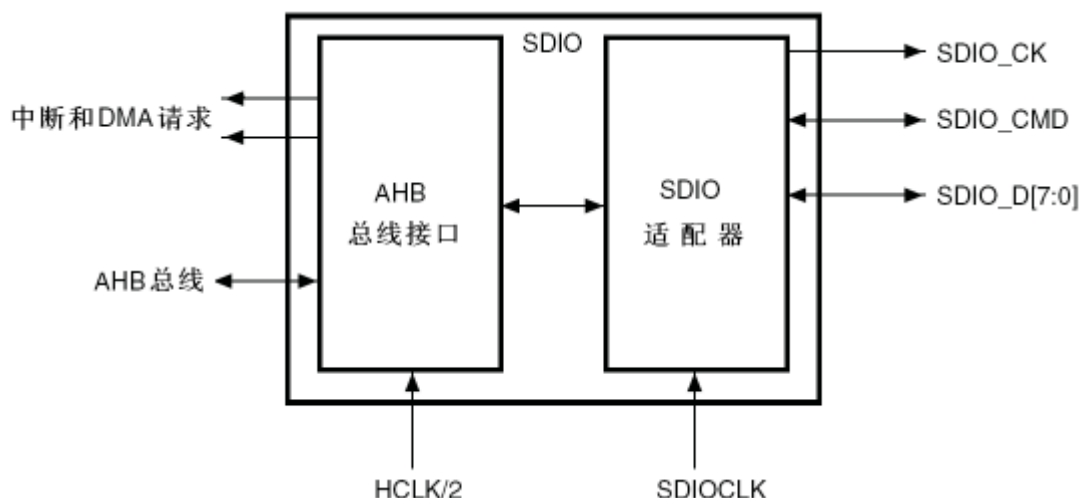 SDIO
SDIO_CK
中断和DMA请求
SDIO_CMD
AHB
总线接口
SDIO
适配器
SDIO_D[7:0]
AHB总线
HCLK/2
SDIOCLK